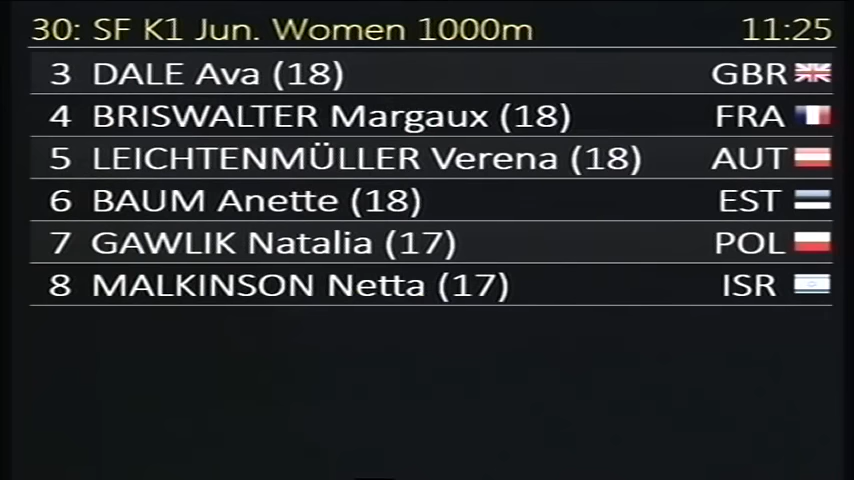 30: SF K1 Jun. Women 1000m 11:25
3 DALE Ava (18) GBR
4 BRISWALTER Margaux (18) FRA
5 LEICHTENMÜLLER Verena (18) AUT
6 BAUM Anette (18) EST
7 GAWLIK Natalia (17) POL
8 MALKINSON Netta (17) ISR